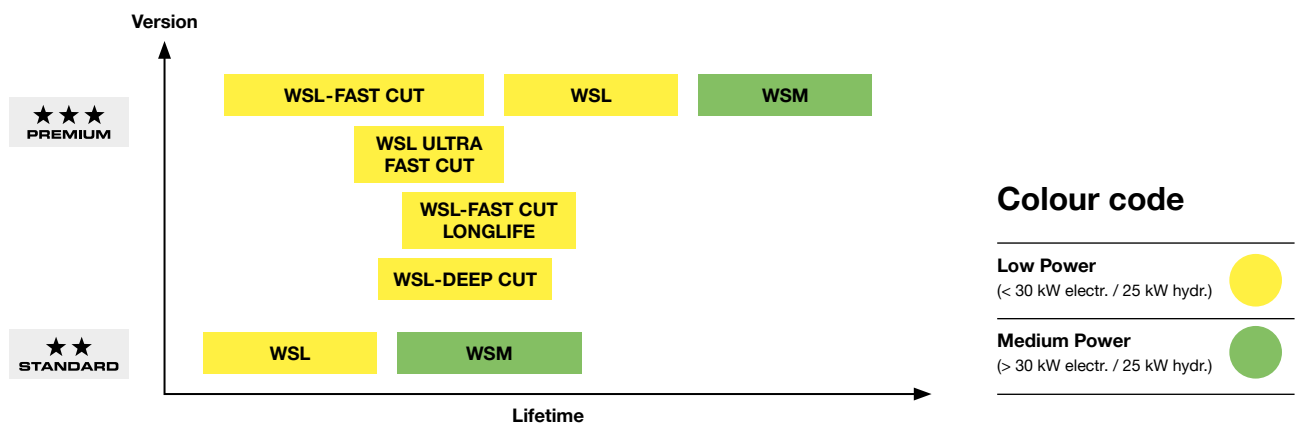 Version
WSL-FAST CUT
WSL
WSM
★★★
PREMIUM
WSL ULTRA
FAST CUT
WSL-FAST CUT
LONGLIFE
WSL-DEEP CUT
★★
STANDARD
WSL
WSM
Lifetime
Colour code
Low Power
(< 30 kW electr. / 25 kW hydr.)
Medium Power
(> 30 kW electr. / 25 kW hydr.)